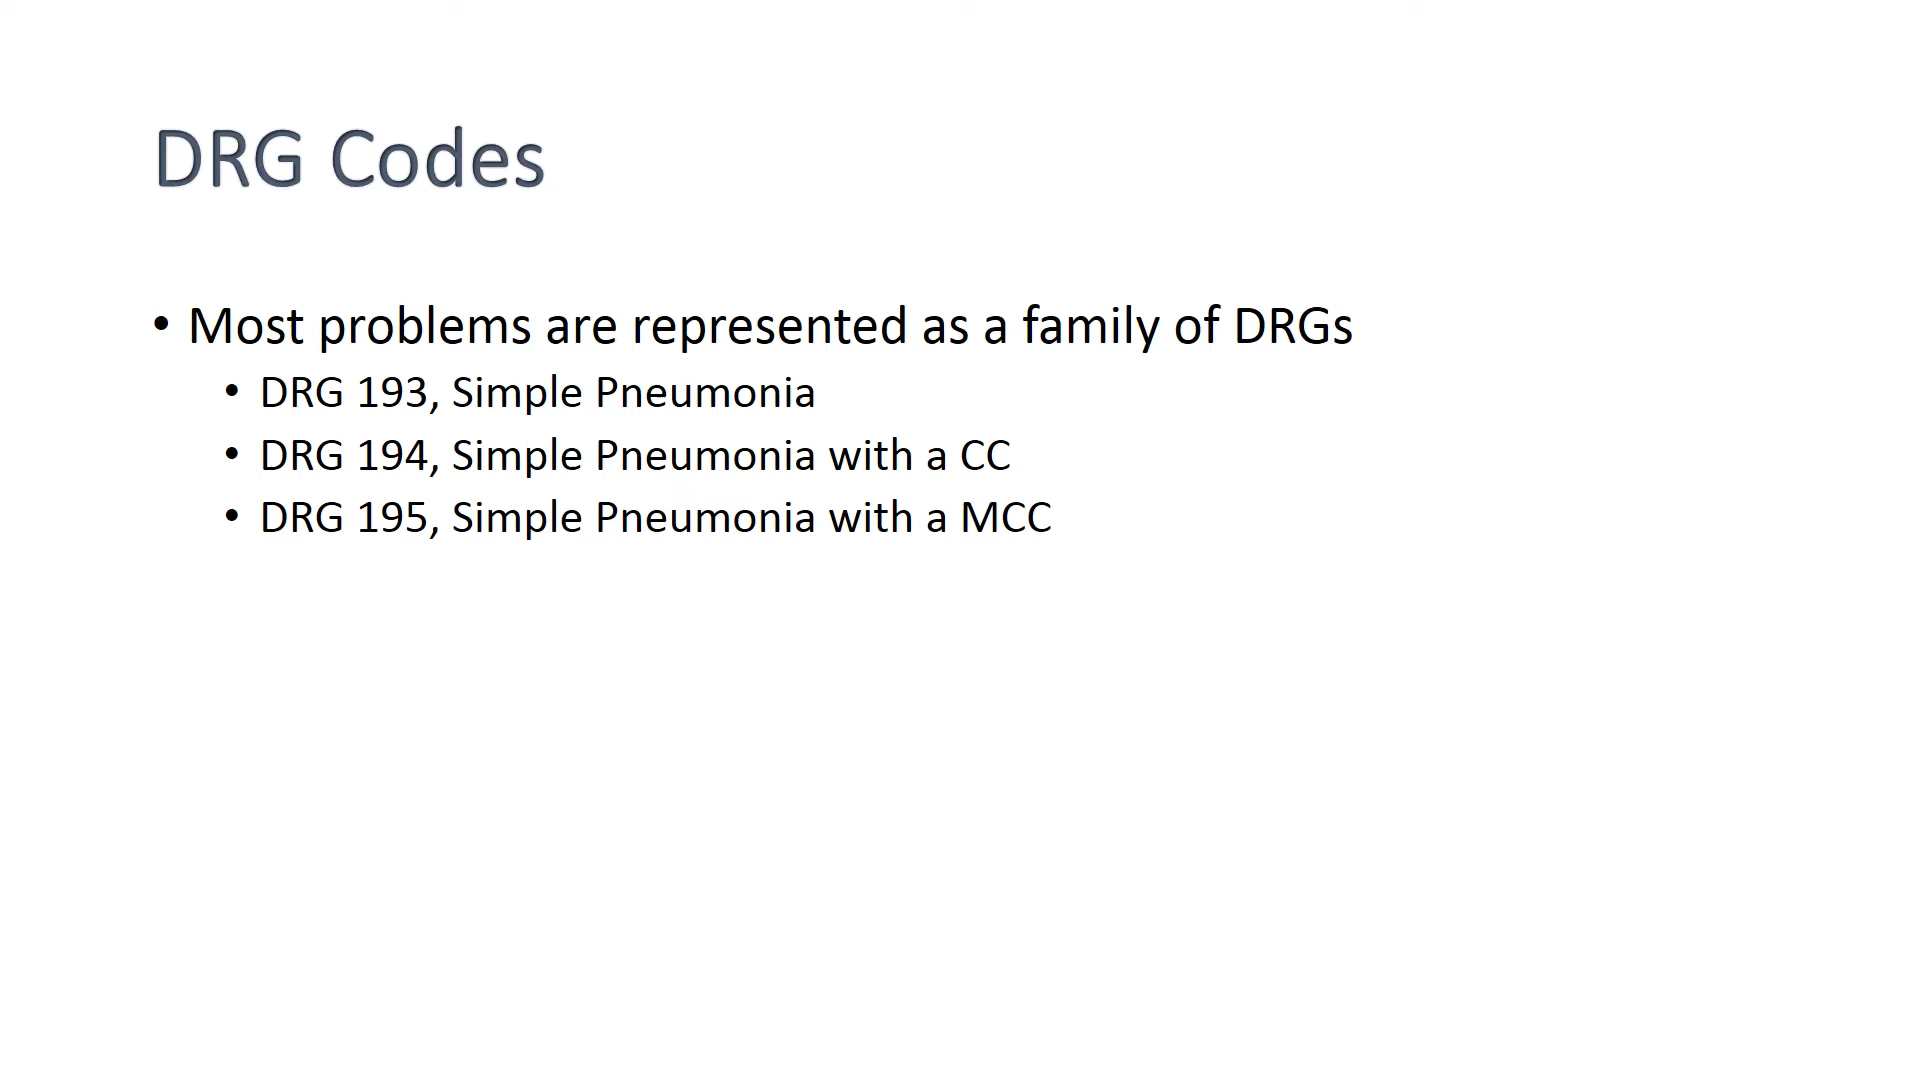 DRG Codes
• Most problems are represented as a family of DRGs
• DRG 193, Simple Pneumonia
• DRG 194, Simple Pneumonia with a CC
• DRG 195, Simple Pneumonia with a MCC